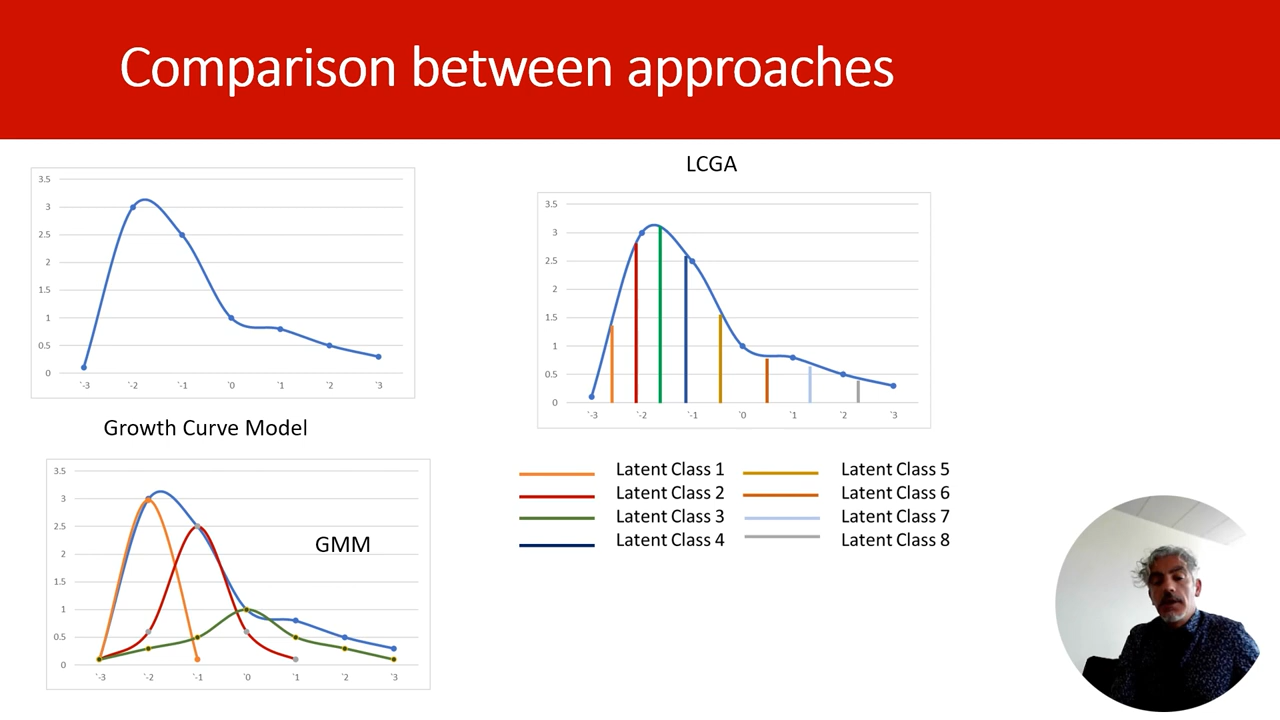 Comparison between approaches
LCGA
3.5
3
2.5
2
1.5
1
0.5
0
`-3 `-2 `-1 `0 `1 `2 `3
3.5
3
2.5
2
1.5
1
0.5
0
`-3 `-2 `-1 `0 `1 `2 `3
Growth Curve Model
Latent Class 1 Latent Class 5
Latent Class 2 Latent Class 6
Latent Class 3 Latent Class 7
Latent Class 4 Latent Class 8
GMM
3.5
3
2.5
2
1.5
1
0.5
0
`-3 `-2 `-1 `0 `1 `2 `3